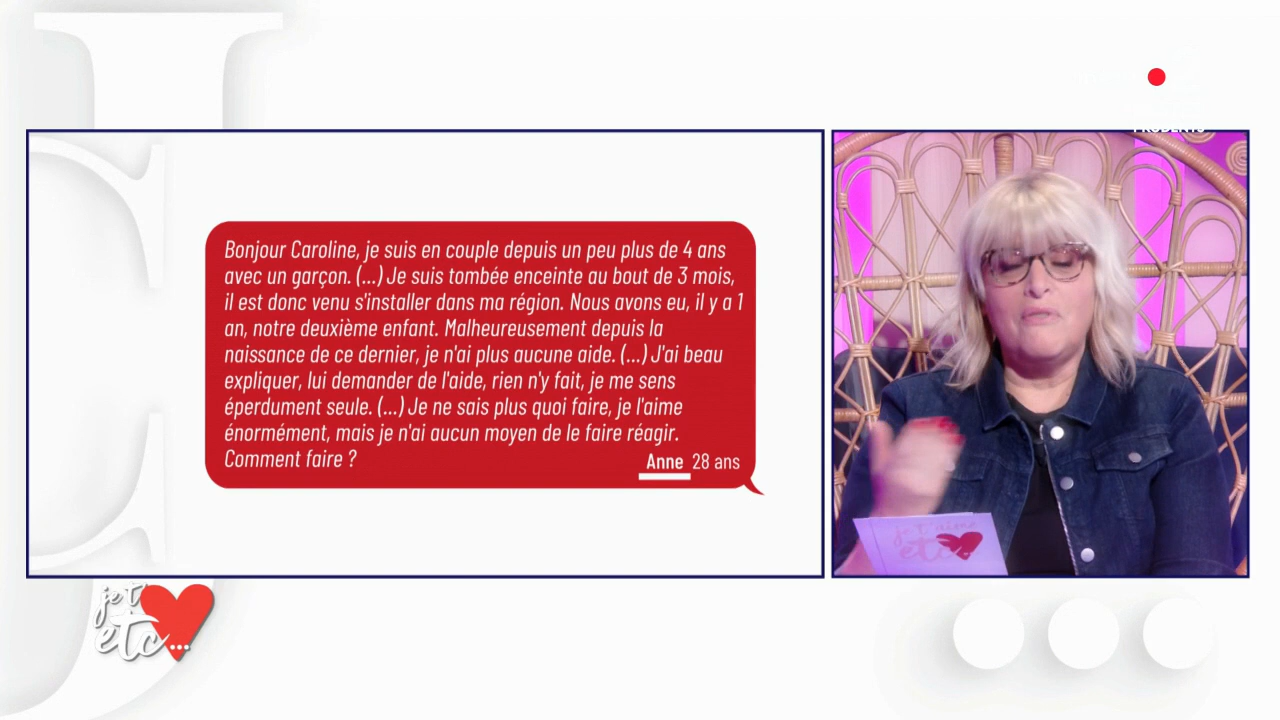 Bonjour Caroline, je suis en couple depuis un peu plus de 4 ans
avec un garçon. (...) Je suis tombée enceinte au bout de 3 mois,
il est donc venu s'installer dans ma région. Nous avons eu, il y a 1
an, notre deuxième enfant. Malheureusement depuis la
naissance de ce dernier, je n'ai plus aucune aide. (...) J'ai beau
expliquer, lui demander de l'aide, rien n'y fait, je me sens
éperdument seule. (...) Je ne sais plus quoi faire, je l'aime
énormément, mais je n'ai aucun moyen de le faire réagir.
Comment faire ?
Anne 28 ans
je t'aime
etc...
je t
etc...